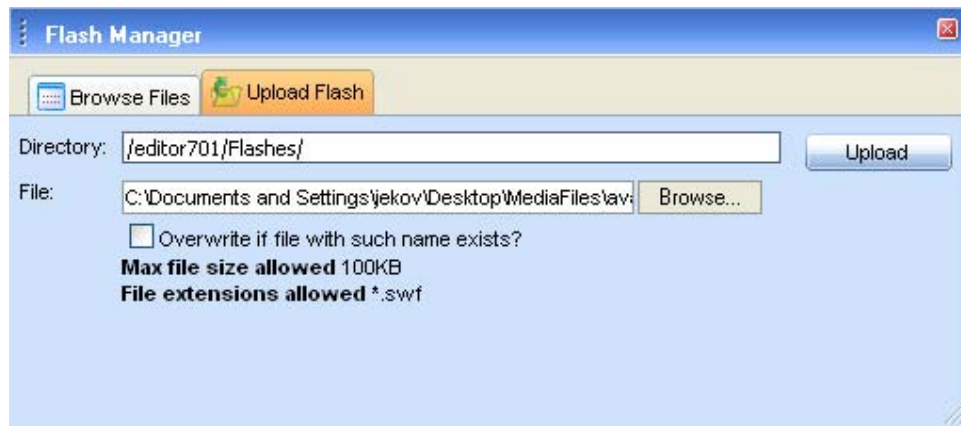 Flash Manager
Browse Files
Upload Flash
Directory: /editor701/Flashes/ Upload
File: C:\Documents and Settings\jekov\Desktop\MediaFiles\ava Browse...
Overwrite if file with such name exists?
Max file size allowed 100KB
File extensions allowed *.swf